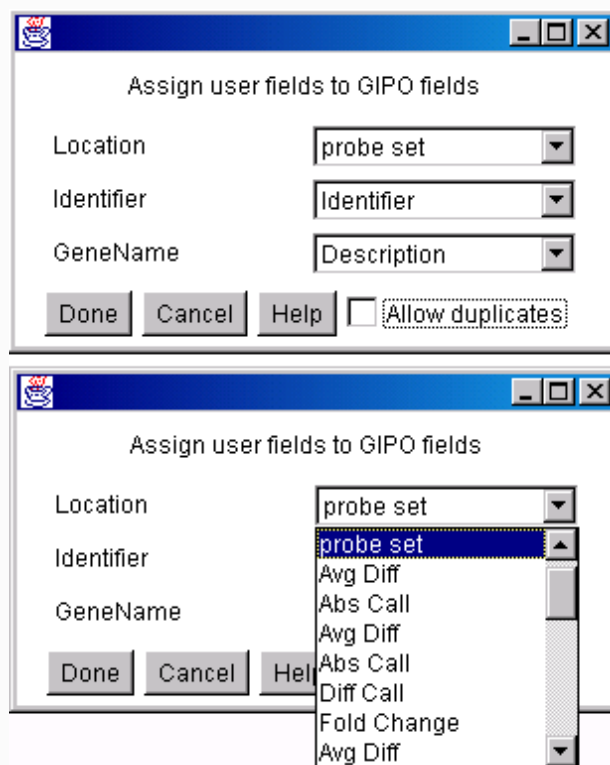 Assign user fields to GIPO fields
Location probe set
Identifier Identifier
GeneName Description
Done Cancel Help Allow duplicates
Assign user fields to GIPO fields
Location probe set
probe set
Identifier
Avg Diff
Abs Call
GeneName
Avg Diff
Abs Call
Done Cancel Hel
Diff Call
Fold Change
Avg Diff